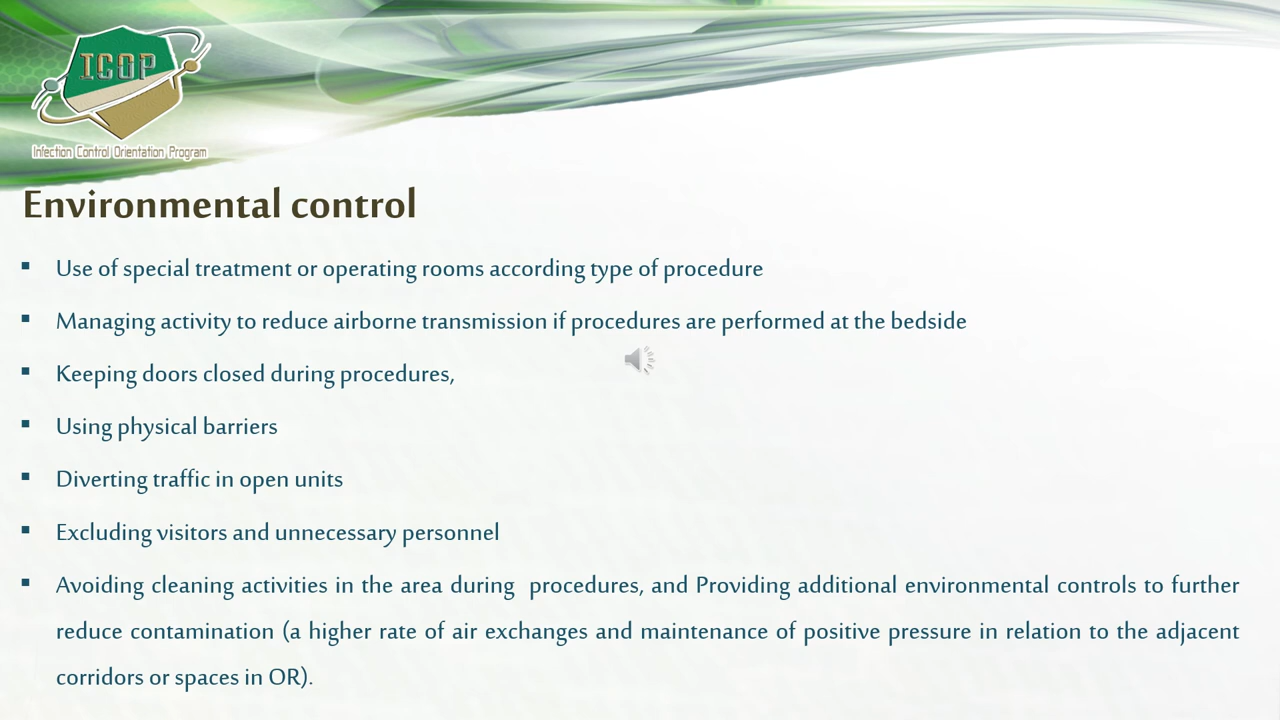 ICOP
Infection Control Orientation Program
Environmental control
▪ Use of special treatment or operating rooms according type of procedure
▪ Managing activity to reduce airborne transmission if procedures are performed at the bedside
▪ Keeping doors closed during procedures,
▪ Using physical barriers
▪ Diverting traffic in open units
▪ Excluding visitors and unnecessary personnel
▪ Avoiding cleaning activities in the area during procedures, and Providing additional environmental controls to further
reduce contamination (a higher rate of air exchanges and maintenance of positive pressure in relation to the adjacent
corridors or spaces in OR).